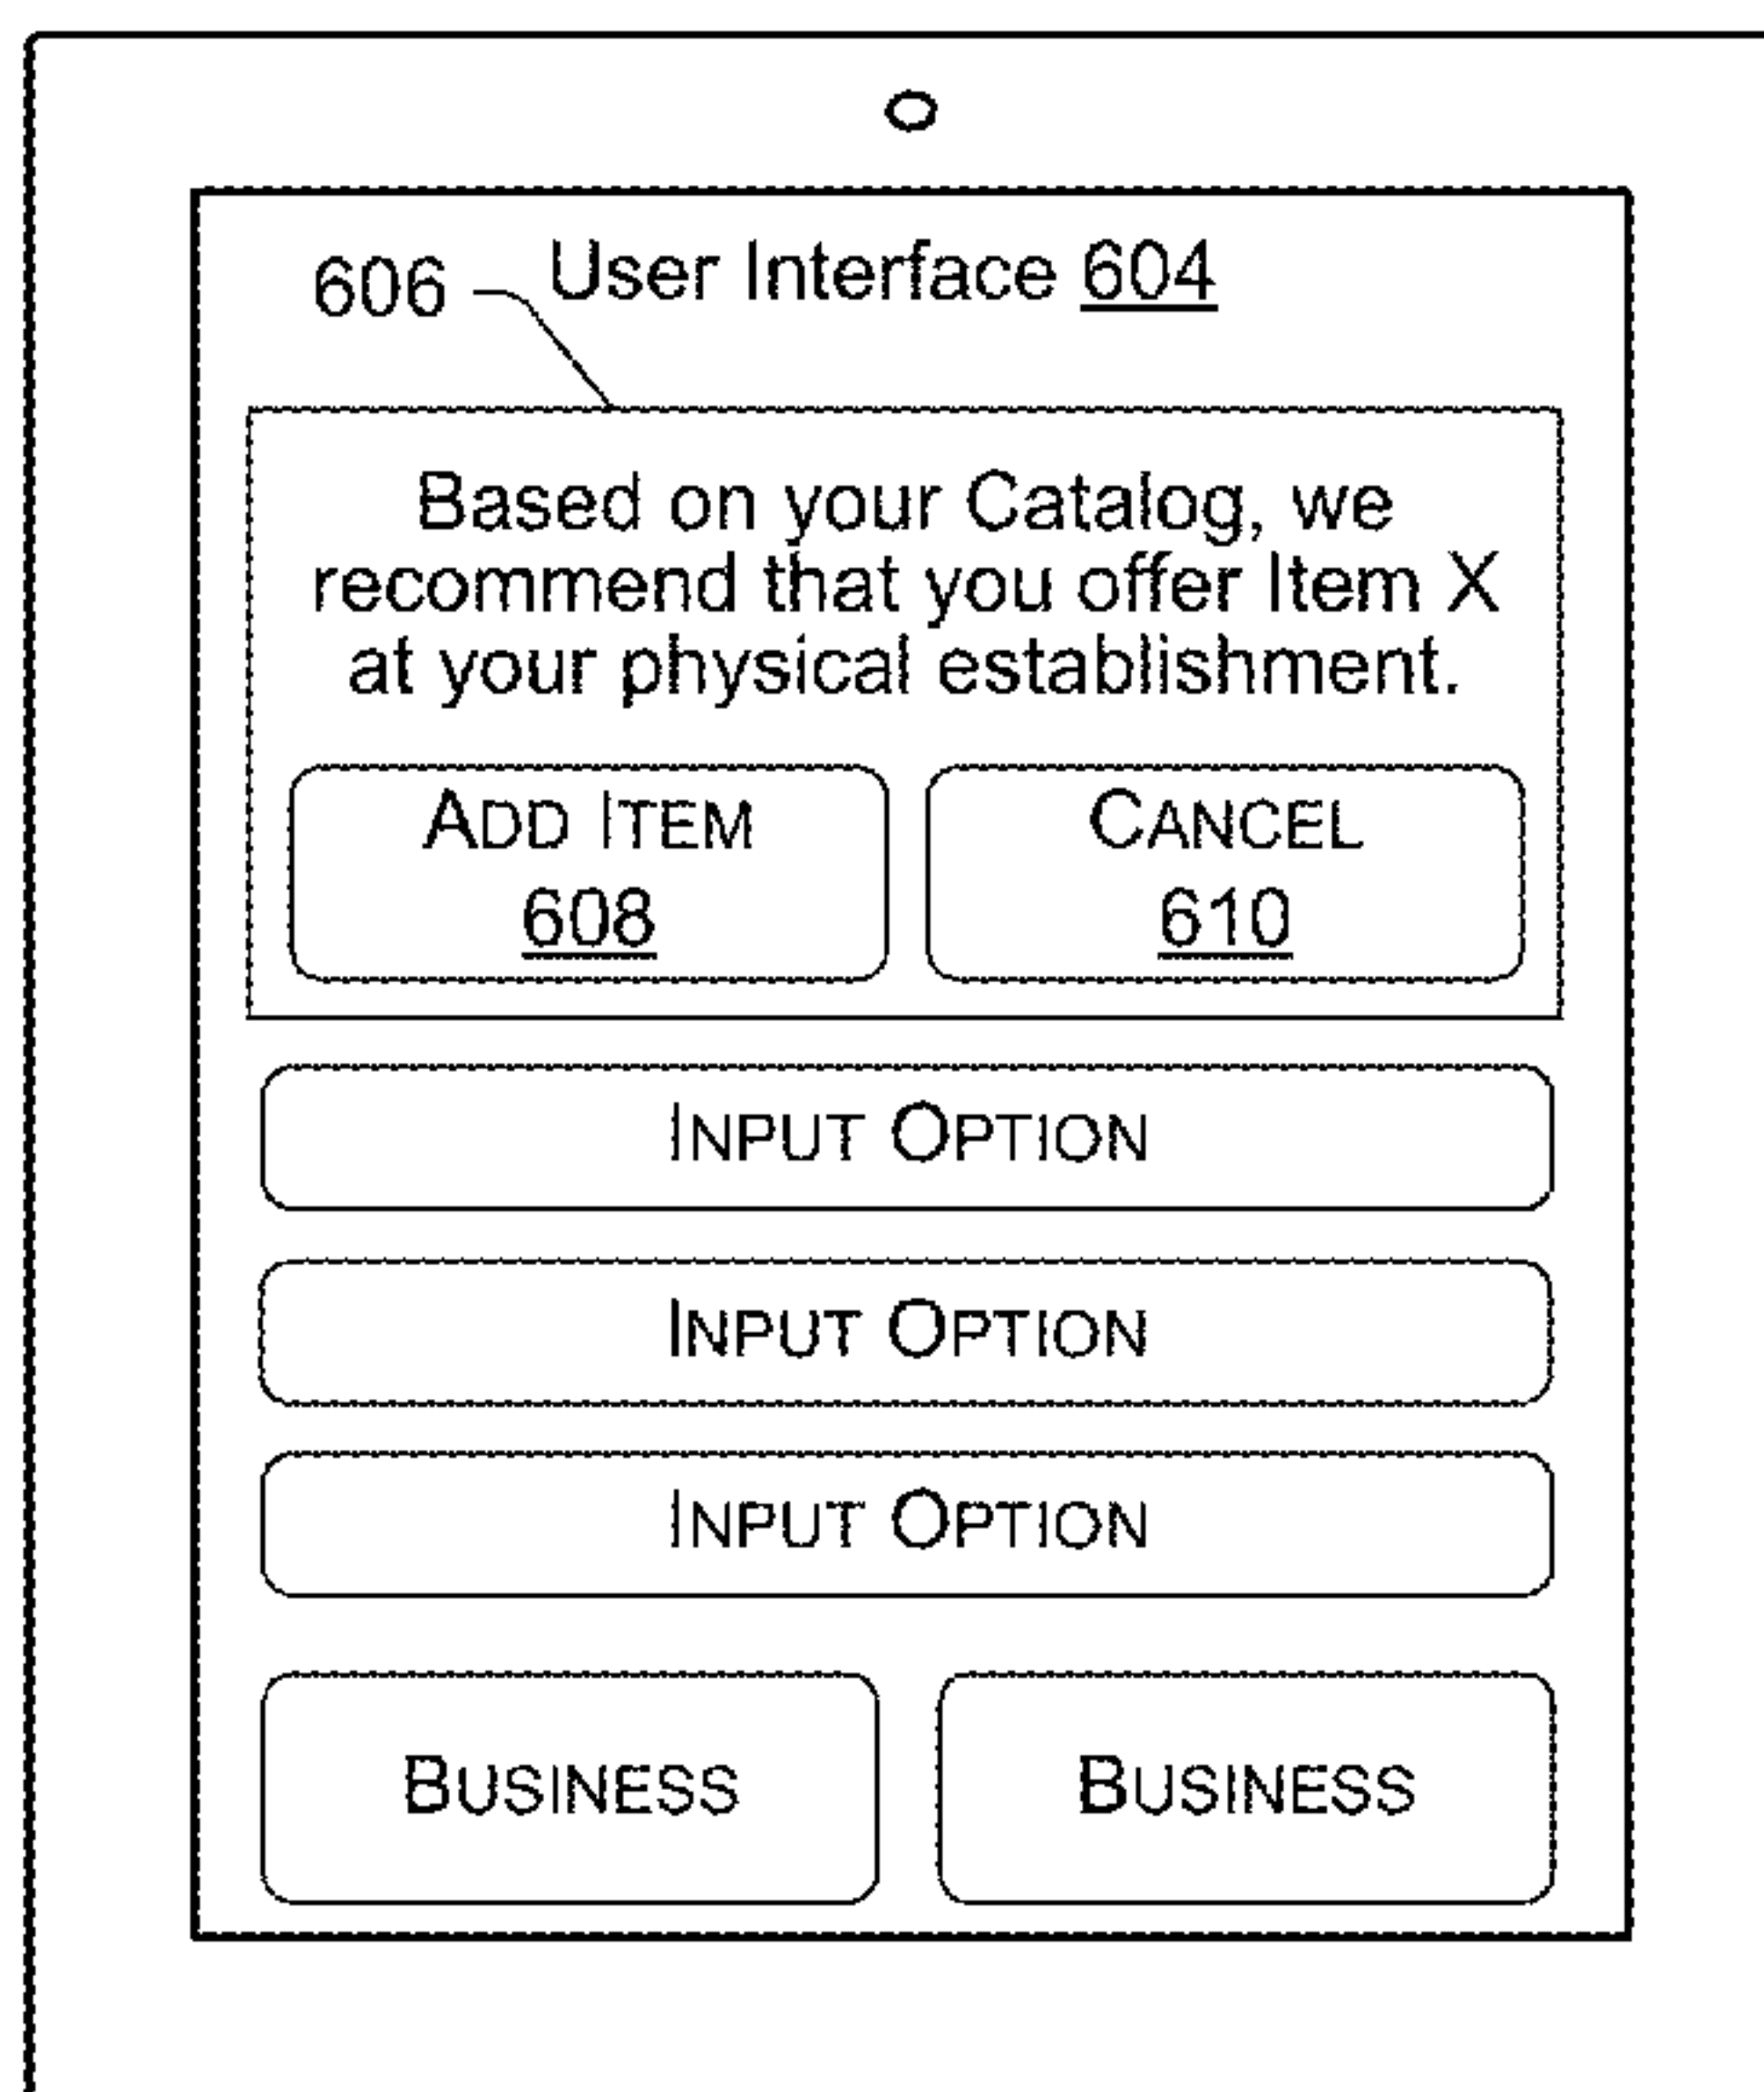 606 User Interface 604
Based on your Catalog, we
recommend that you offer Item X
at your physical establishment.
ADD ITEM
608
CANCEL
610
INPUT OPTION
INPUT OPTION
INPUT OPTION
BUSINESS
BUSINESS